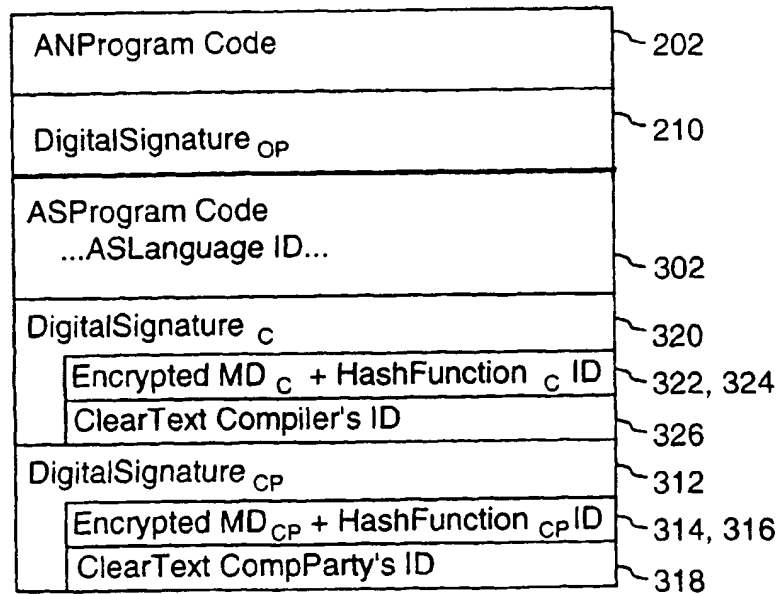 ANProgram Code 202
DigitalSignature OP 210
ASProgram Code
...ASLanguage ID... 302
DigitalSignature C 320
Encrypted MD C + HashFunction C ID 322, 324
ClearText Compiler's ID 326
DigitalSignature CP 312
Encrypted MD CP + HashFunction CP ID 314, 316
ClearText CompParty's ID 318